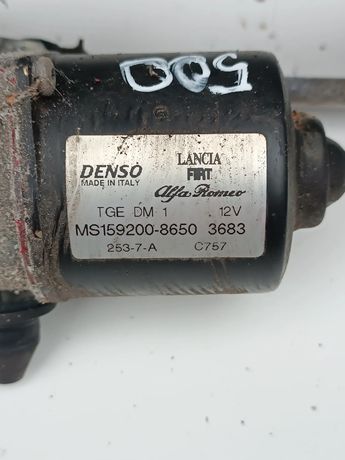 500
DENSO
MADE IN ITALY
LANCIA
FIAT
Alfa Romeo
TGE DM 1 12V
MS159200-8650 3683
253-7-A C757